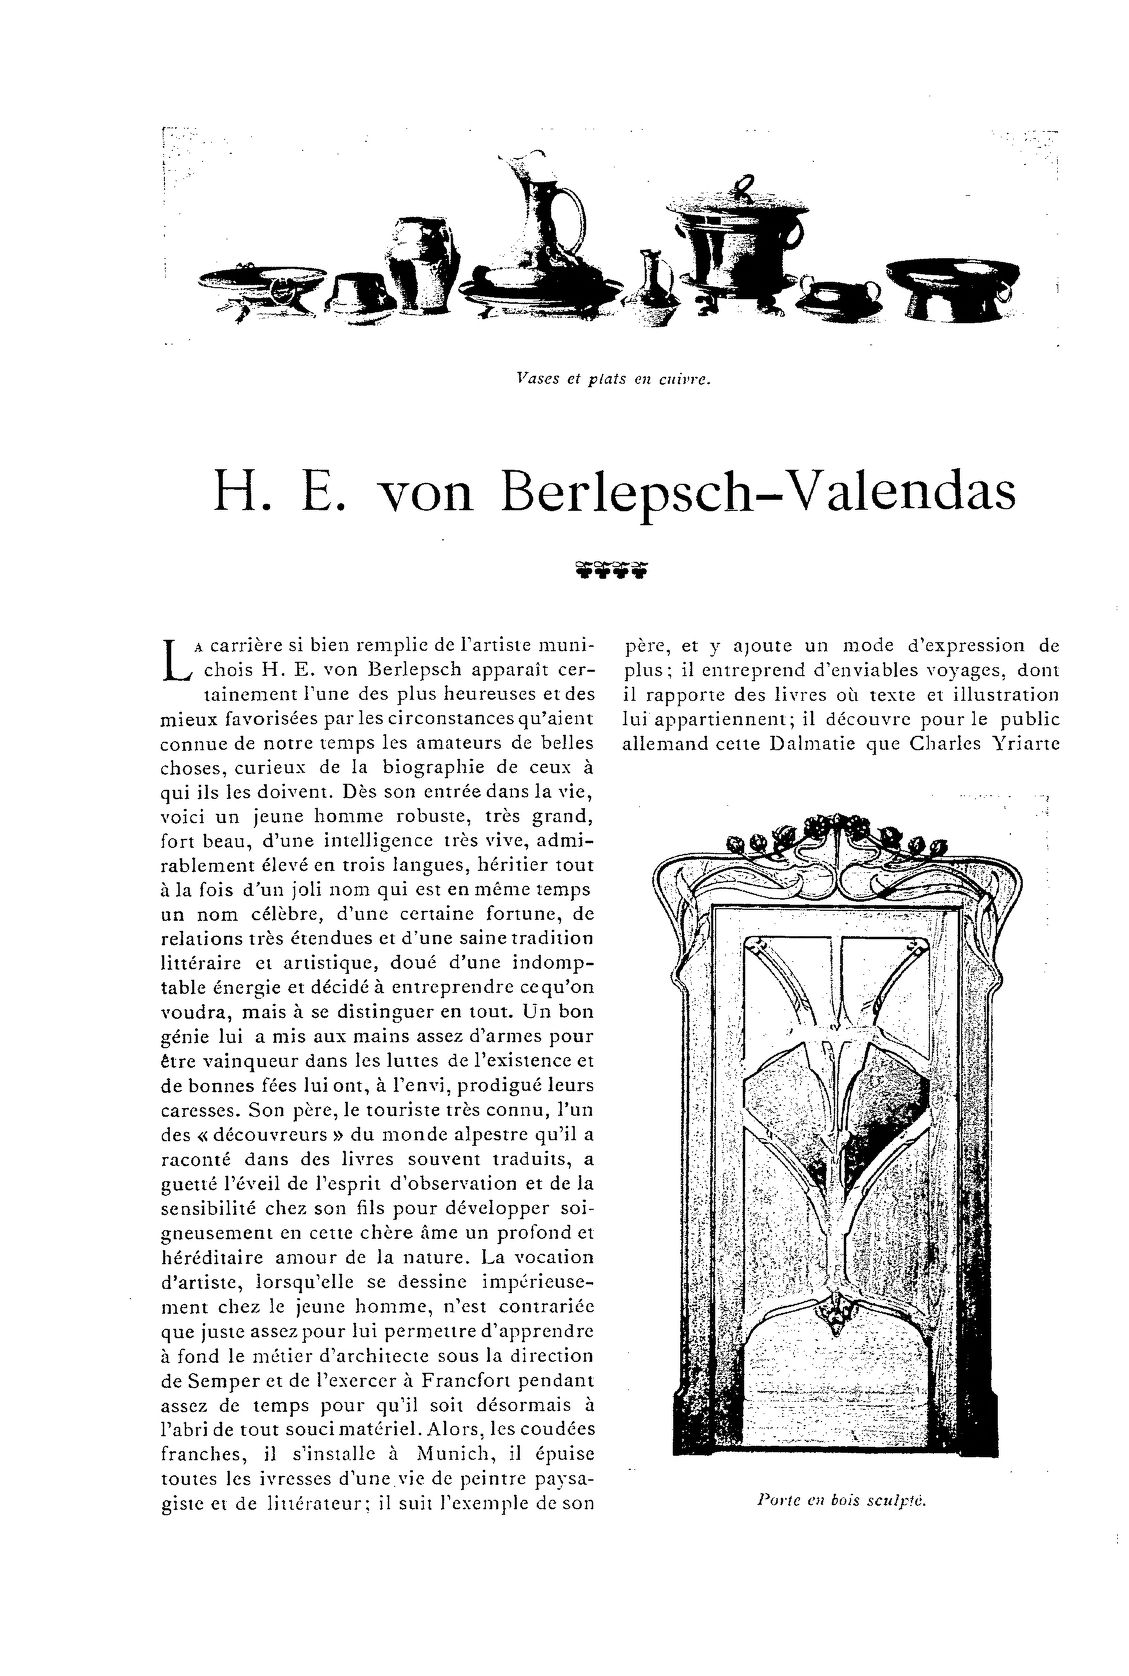 Vases et plats en cuivre.
H. E. von Berlepsch-Valendas
LA carrière si bien remplie de l'artiste muni-
chois H. E. von Berlepsch apparaît cer-
tainement l'une des plus heureuses et des
mieux favorisées par les circonstances qu'aient
connue de notre temps les amateurs de belles
choses, curieux de la biographie de ceux à
qui ils les doivent. Dès son entrée dans la vie,
voici un jeune homme robuste, très grand,
fort beau, d'une intelligence très vive, admi-
rablement élevé en trois langues, héritier tout
à la fois d'un joli nom qui est en même temps
un nom célèbre, d'une certaine fortune, de
relations très étendues et d'une saine tradition
littéraire et artistique, doué d'une indomp-
table énergie et décidé à entreprendre ce qu'on
voudra, mais à se distinguer en tout. Un bon
génie lui a mis aux mains assez d'armes pour
être vainqueur dans les luttes de l'existence et
de bonnes fées lui ont, à l'envi, prodigué leurs
caresses. Son père, le touriste très connu, l'un
des « découvreurs » du monde alpestre qu'il a
raconté dans des livres souvent traduits, a
guetté l'éveil de l'esprit d'observation et de la
sensibilité chez son fils pour développer soi-
gneusement en cette chère âme un profond et
héréditaire amour de la nature. La vocation
d'artiste, lorsqu'elle se dessine impérieuse-
ment chez le jeune homme, n'est contrariée
que juste assez pour lui permettre d'apprendre
à fond le métier d'architecte sous la direction
de Semper et de l'exercer à Francfort pendant
assez de temps pour qu'il soit désormais à
l'abri de tout souci matériel. Alors, les coudées
franches, il s'installe à Munich, il épuise
toutes les ivresses d'une vie de peintre paysa-
giste et de littérateur; il suit l'exemple de son
père, et y ajoute un mode d'expression de
plus; il entreprend d'enviables voyages, dont
il rapporte des livres où texte et illustration
lui appartiennent; il découvre pour le public
allemand cette Dalmatie que Charles Yriarte
Porte en bois sculpté.